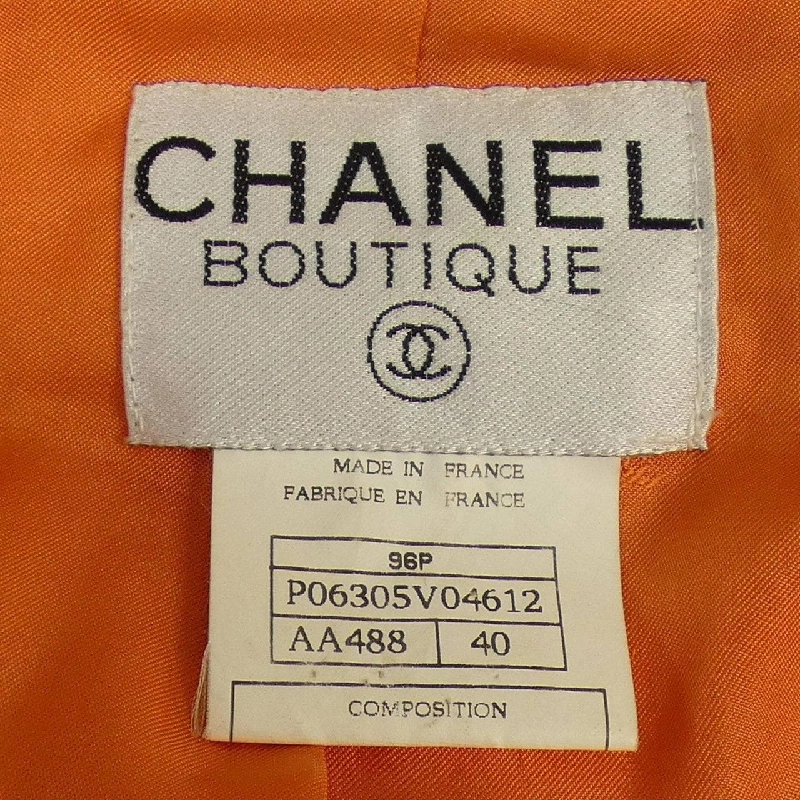 CHANEL
BOUTIQUE
MADE IN FRANCE
FABRIQUE EN FRANCE
96P
P06305V04612
AA488 40
COMPOSITION